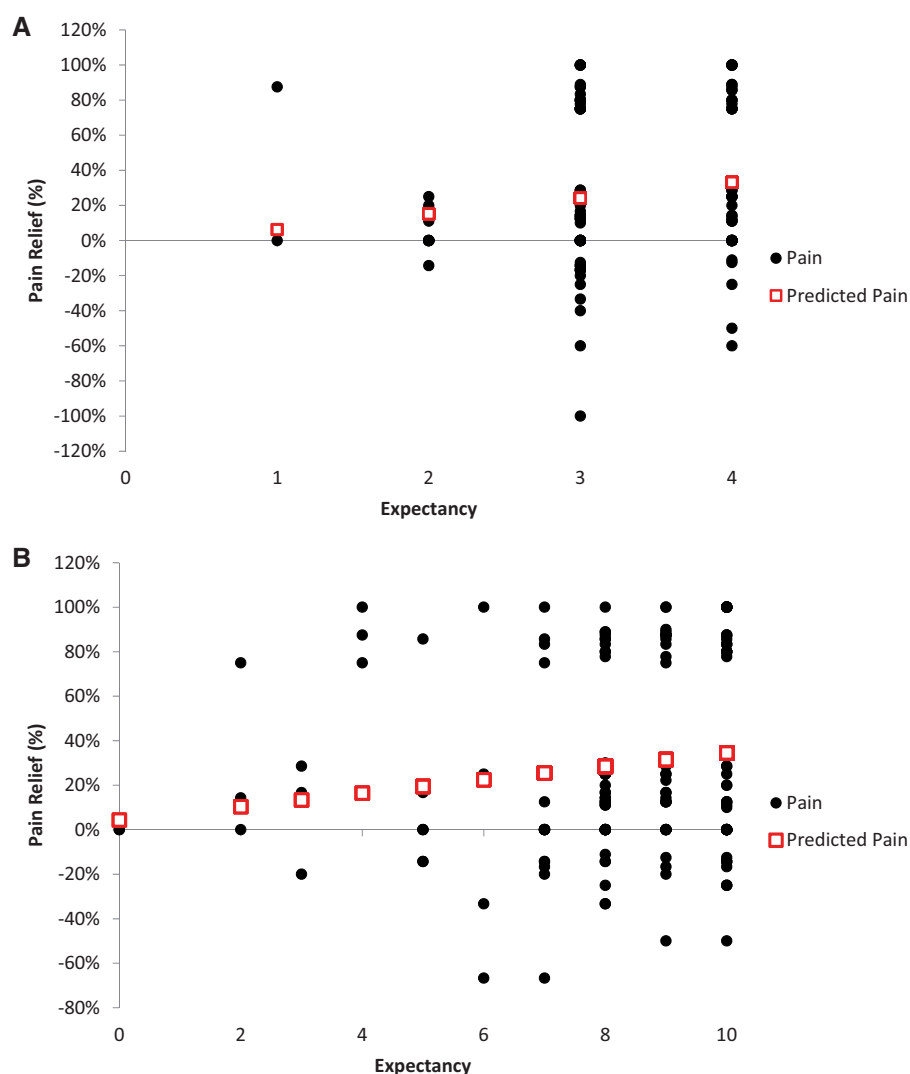 A
120%
100%
80%
60%
40%
20%
0%
-20%
-40%
-60%
-80%
-100%
-120%
Pain Relief (%)
0 1 2 3 4
Expectancy
Pain
Predicted Pain
B
120%
100%
80%
60%
40%
20%
0%
-20%
-40%
-60%
-80%
Pain Relief (%)
0 2 4 6 8 10
Expectancy
Pain
Predicted Pain